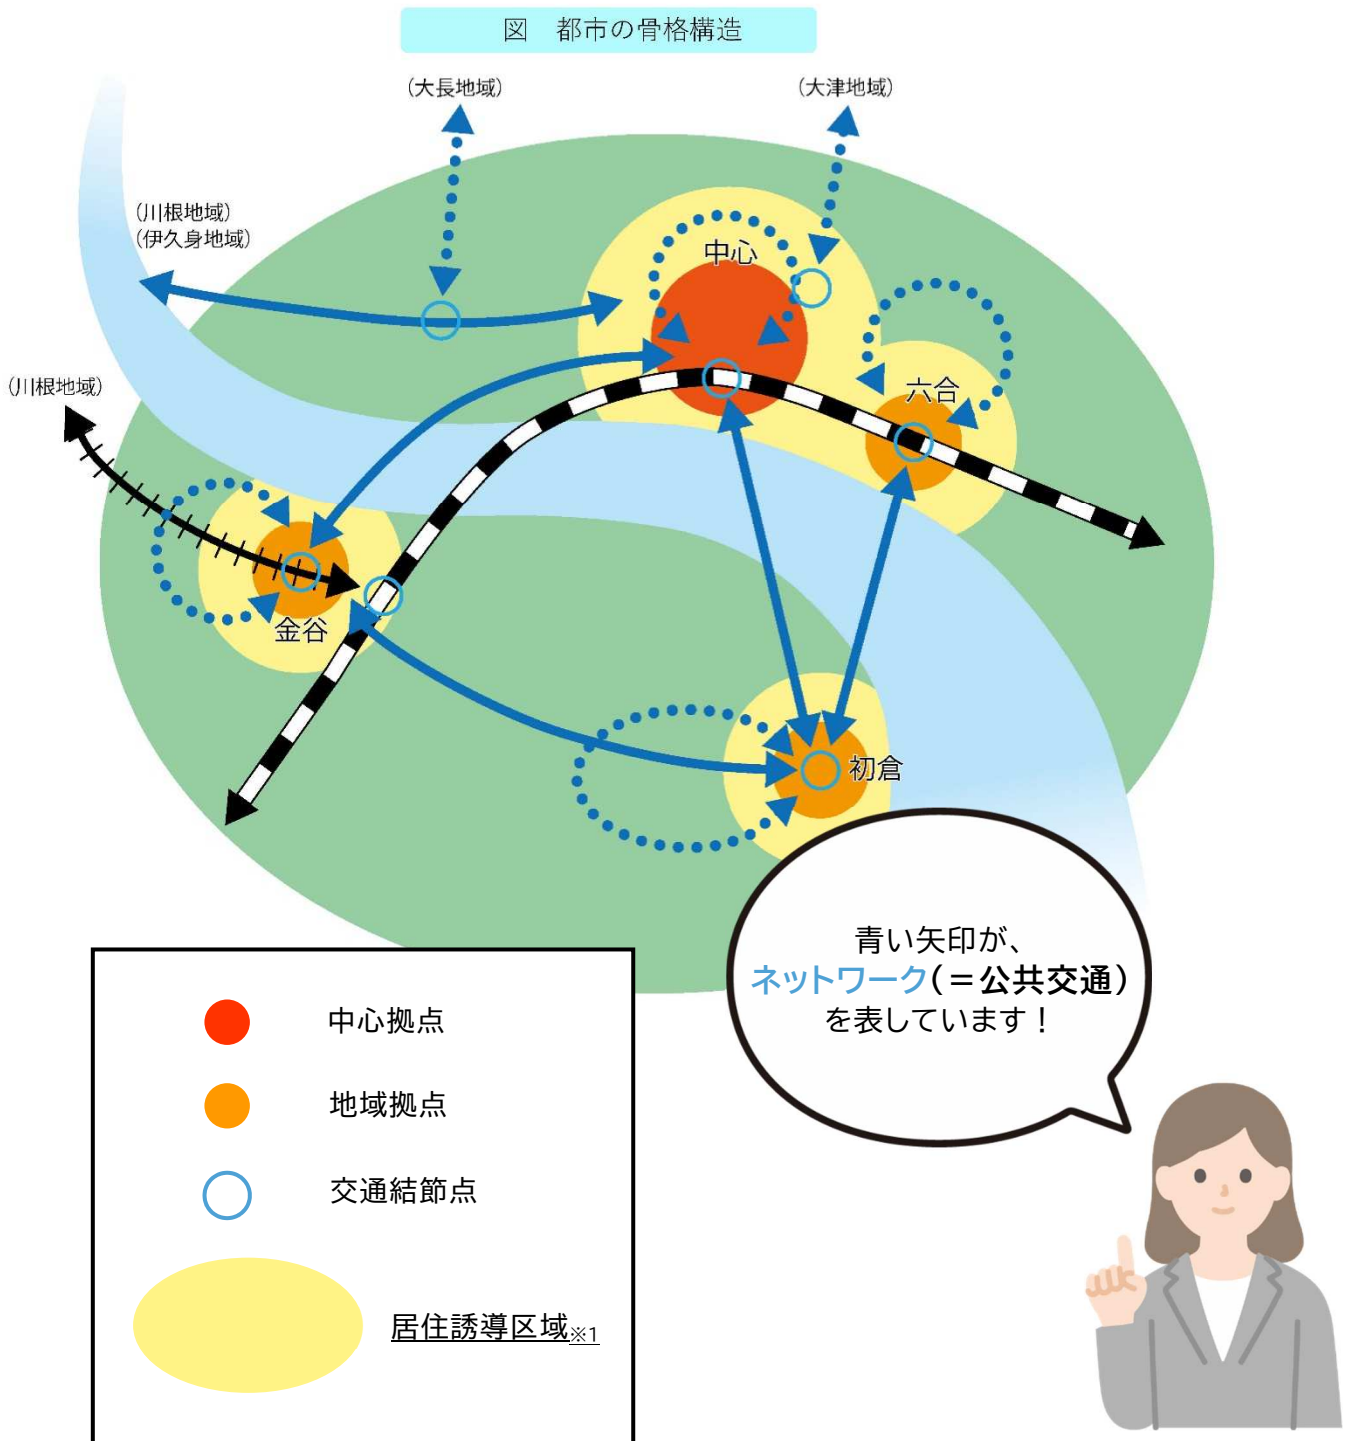 図　都市の骨格構造
（大長地域）
（大津地域）
（川根地域）
（伊久身地域）
中心
（川根地域）
六合
金谷
初倉
青い矢印が、
ネットワーク（＝公共交通）
を表しています！
中心拠点
地域拠点
交通結節点
居住誘導区域※1